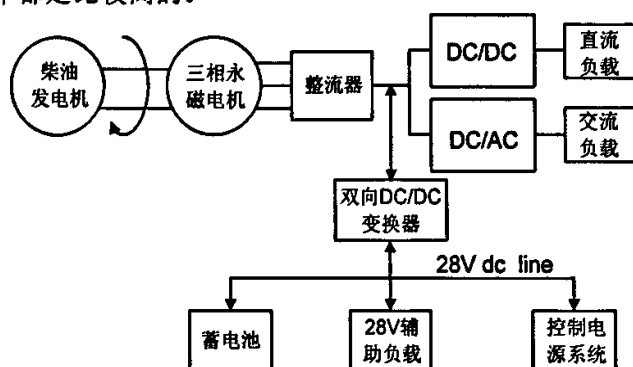 柴油
发电机
三相永
磁电机
整流器
DC/DC
直流
负载
DC/AC
交流
负载
双向DC/DC
变换器
28V dc line
蓄电池
28V辅
助负载
控制电
源系统